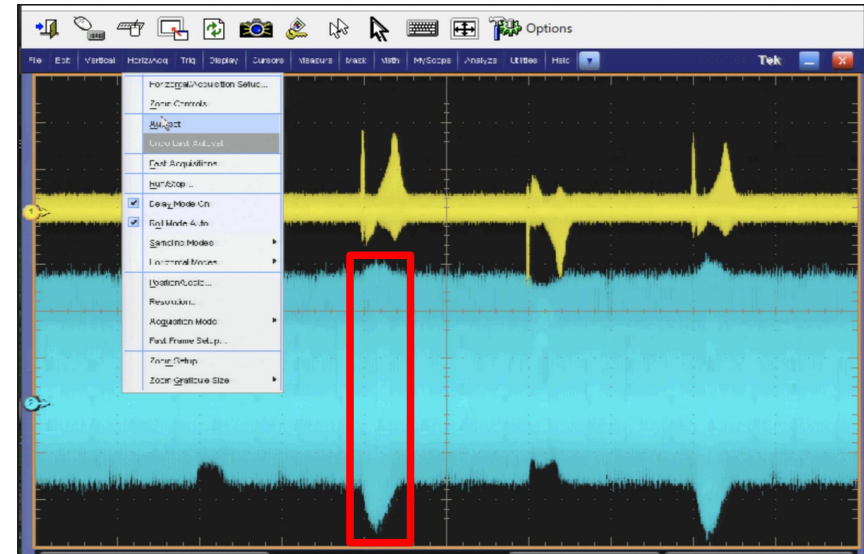 Options
File Edit Vertical Horiz/Acq Trig Display Cursors Measure Mask Math MyScope Analyze Utilities Help Tek
Horizontal/Acquisition Setup...
Zoom Controls
Autoset
Undo Last Autoset
Fast Acquisitions
Run/Stop...
Delay Mode On
Roll Mode Auto
Sampling Modes
Horizontal Modes
Position/Scale...
Resolution...
Acquisition Mode
Fast Frame Setup...
Zoom Setup
Zoom Graticule Size
1
2